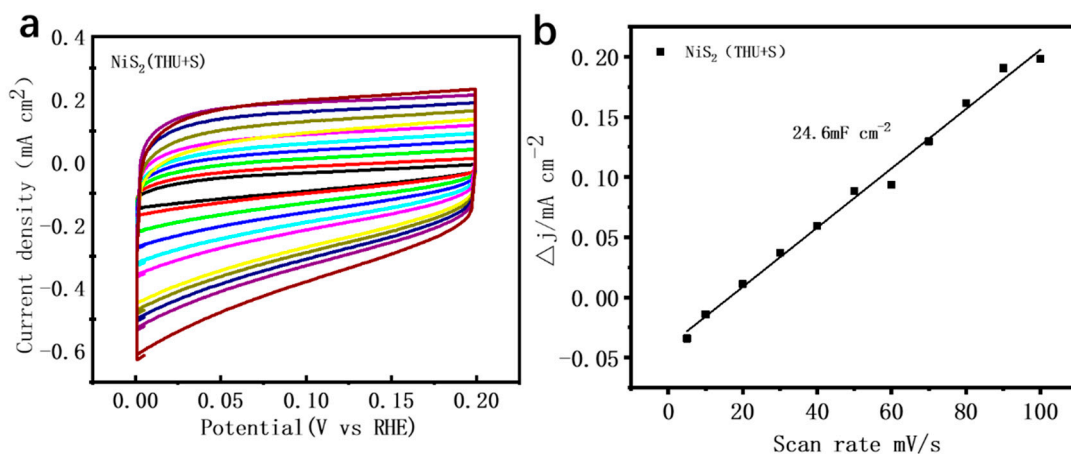 a
NiS₂(THU+S)
Current density (mA cm⁻²)
0.4
0.2
0.0
−0.2
−0.4
−0.6
0.00 0.05 0.10 0.15 0.20
Potential(V vs RHE)
b
NiS₂ (THU+S)
24.6mF cm⁻²
△j/mA cm⁻²
0.20
0.15
0.10
0.05
0.00
−0.05
0 20 40 60 80 100
Scan rate mV/s